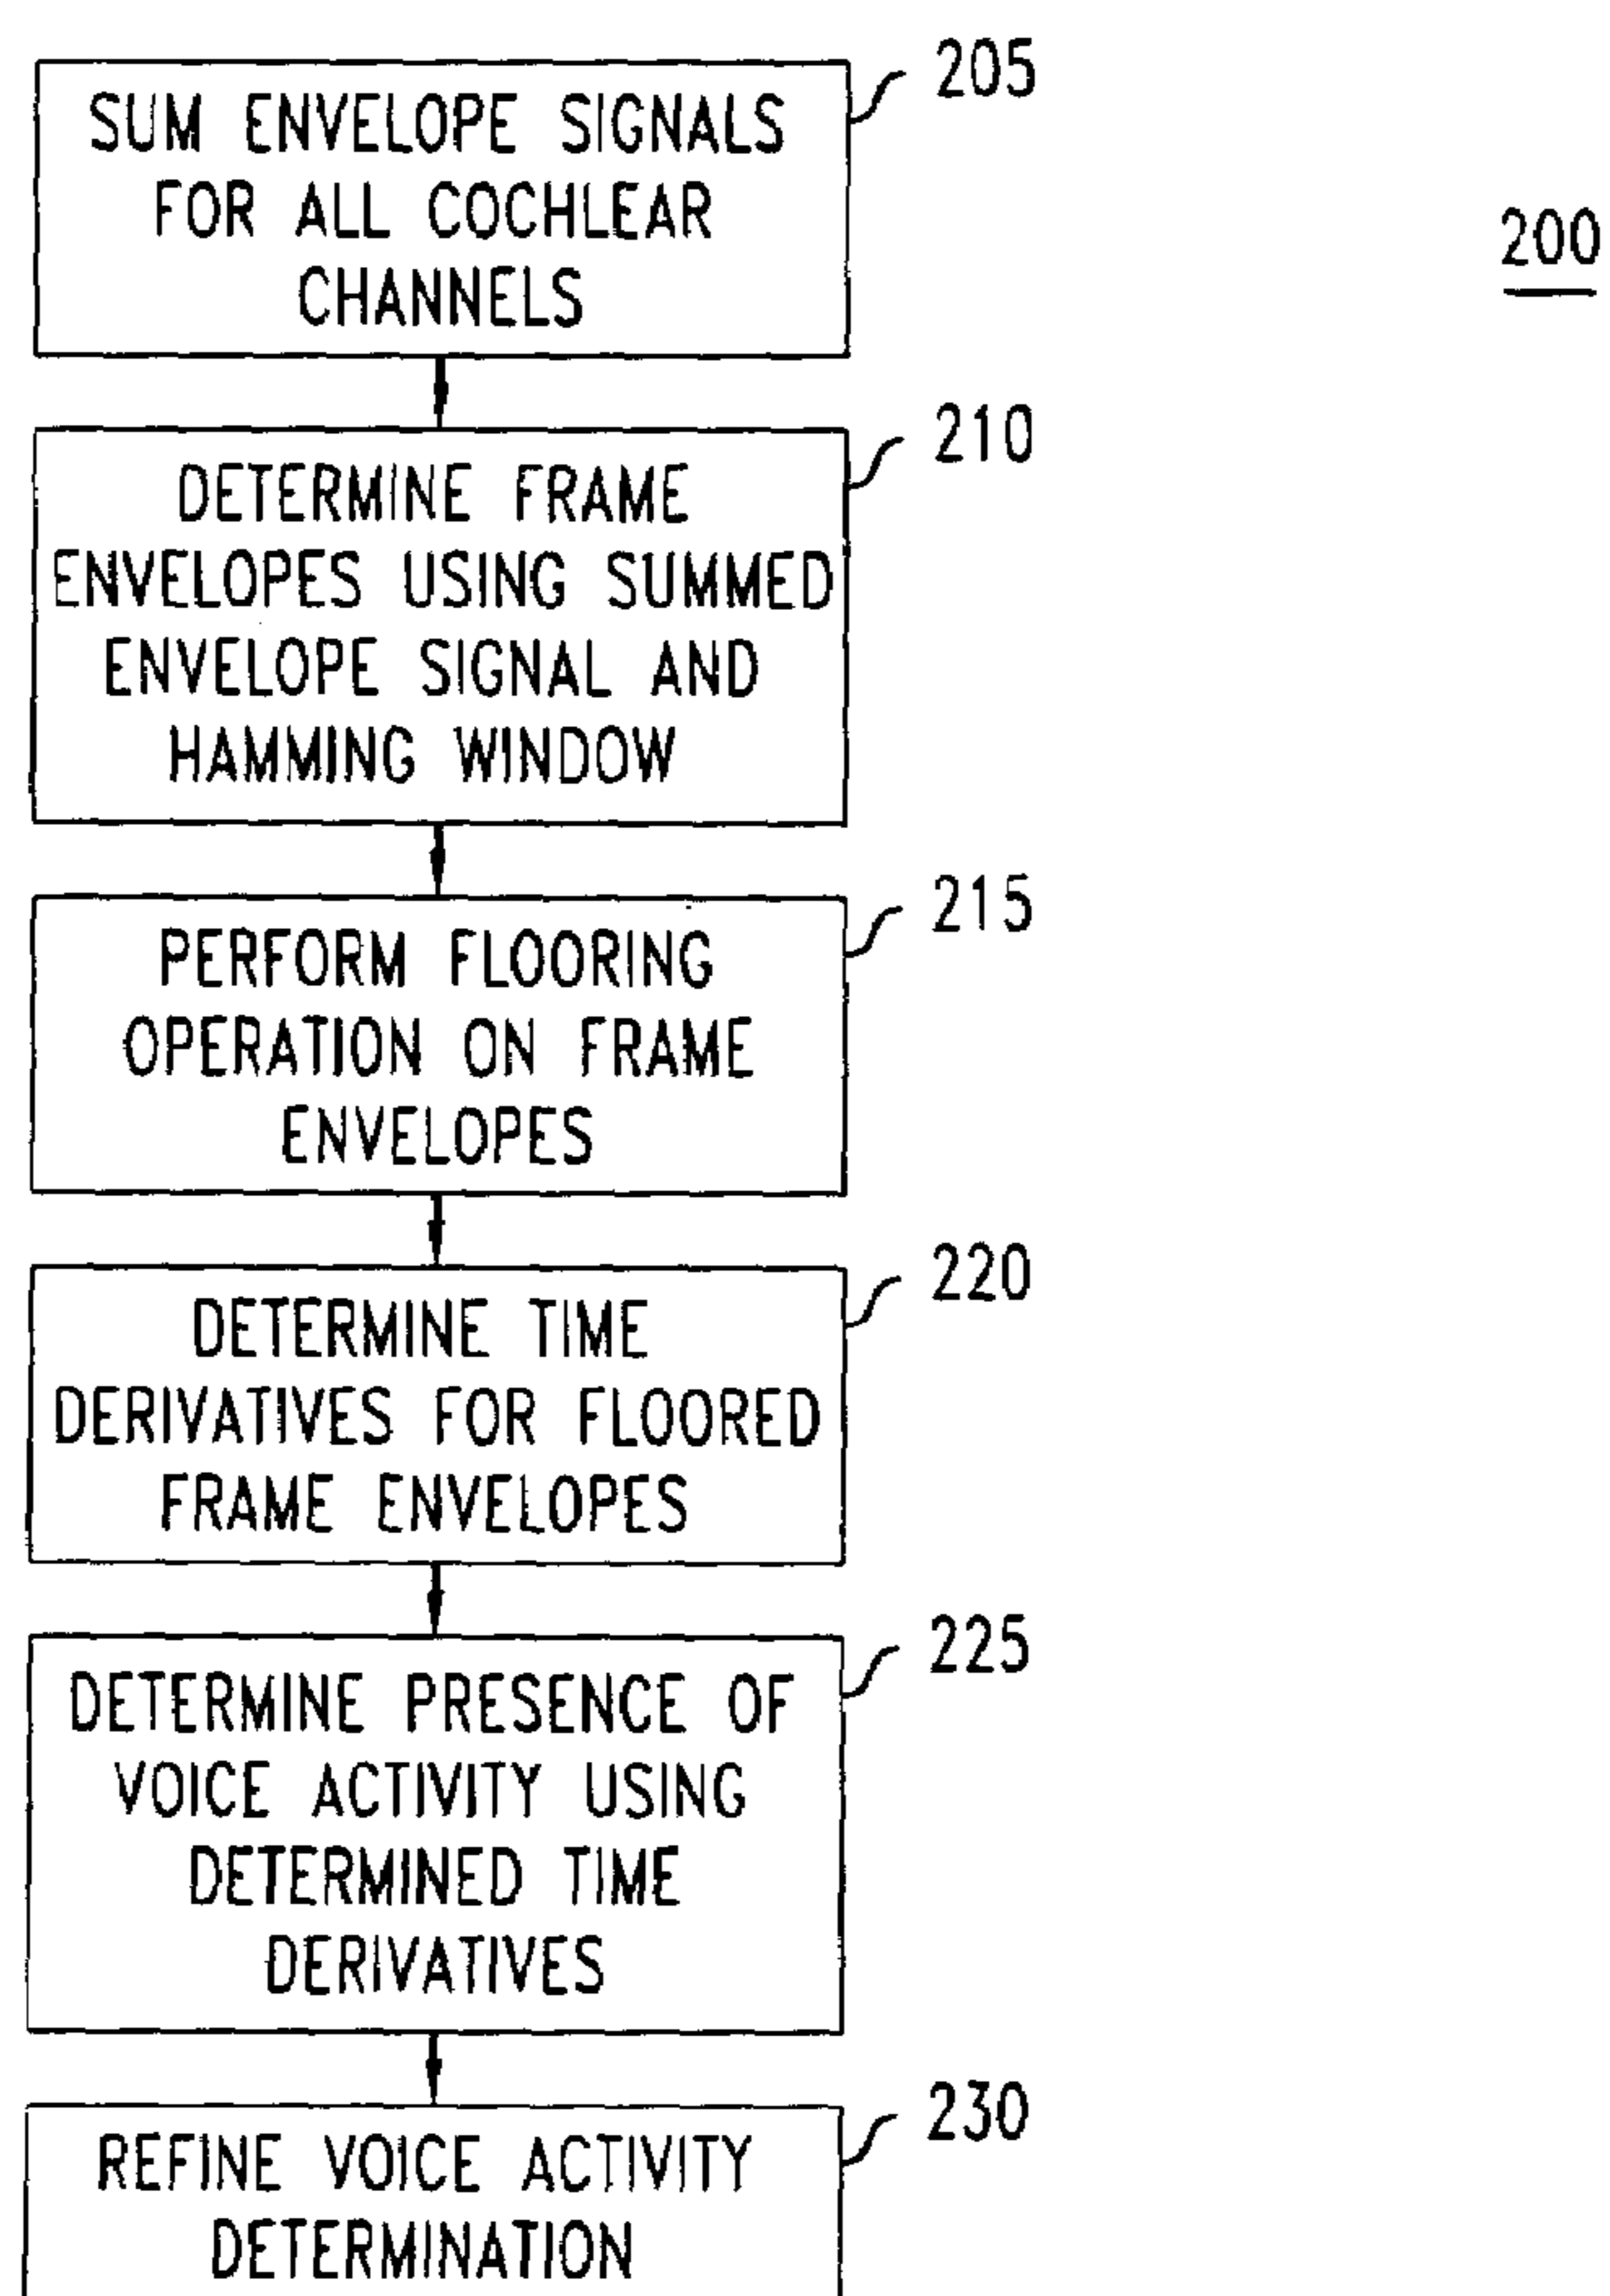 205
SUM ENVELOPE SIGNALS
FOR ALL COCHLEAR
CHANNELS
200
210
DETERMINE FRAME
ENVELOPES USING SUMMED
ENVELOPE SIGNAL AND
HAMMING WINDOW
215
PERFORM FLOORING
OPERATION ON FRAME
ENVELOPES
220
DETERMINE TIME
DERIVATIVES FOR FLOORED
FRAME ENVELOPES
225
DETERMINE PRESENCE OF
VOICE ACTIVITY USING
DETERMINED TIME
DERIVATIVES
230
REFINE VOICE ACTIVITY
DETERMINATION